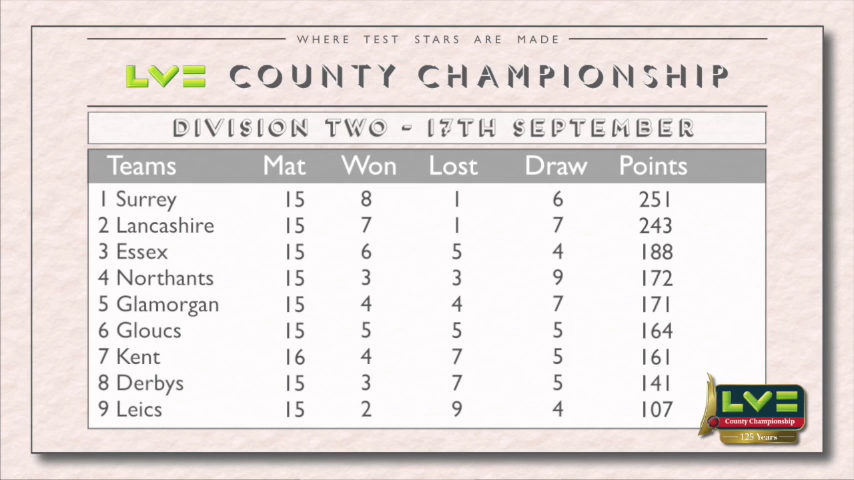 WHERE TEST STARS ARE MADE
LVE COUNTY CHAMPIONSHIP
DIVISION TWO - 17TH SEPTEMBER
Teams Mat Won Lost Draw Points
1 Surrey 15 8 1 6 251
2 Lancashire 15 7 1 7 243
3 Essex 15 6 5 4 188
4 Northants 15 3 3 9 172
5 Glamorgan 15 4 4 7 171
6 Gloucs 15 5 5 5 164
7 Kent 16 4 7 5 161
8 Derbys 15 3 7 5 141
9 Leics 15 2 9 4 107
LVE
County Championship
125 Years